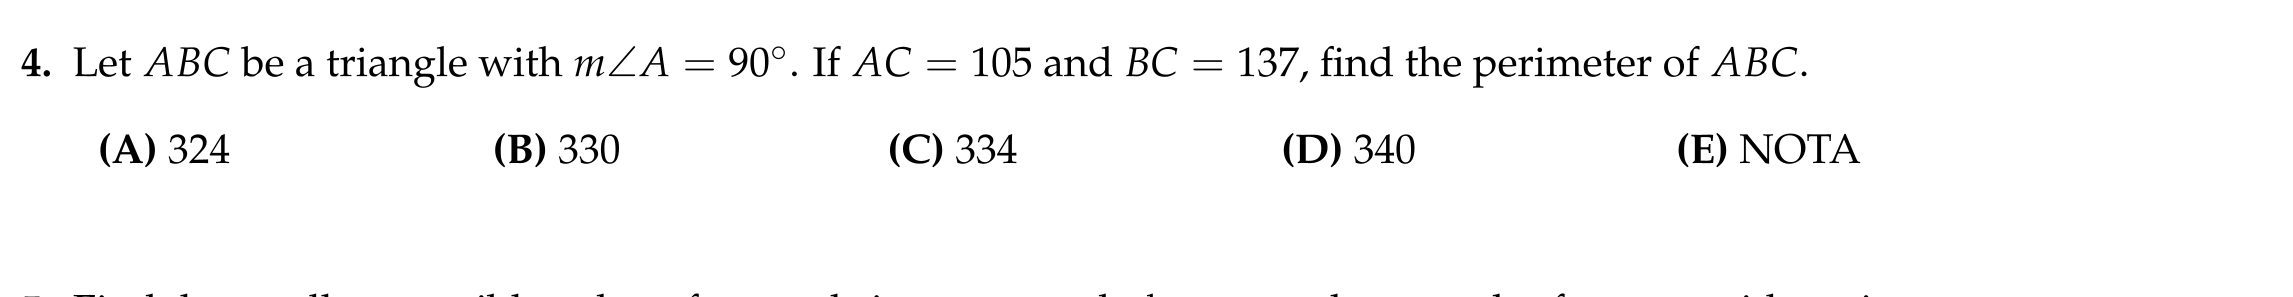 4. Let ABC be a triangle with m∠A = 90°. If AC = 105 and BC = 137, find the perimeter of ABC.
(A) 324 (B) 330 (C) 334 (D) 340 (E) NOTA